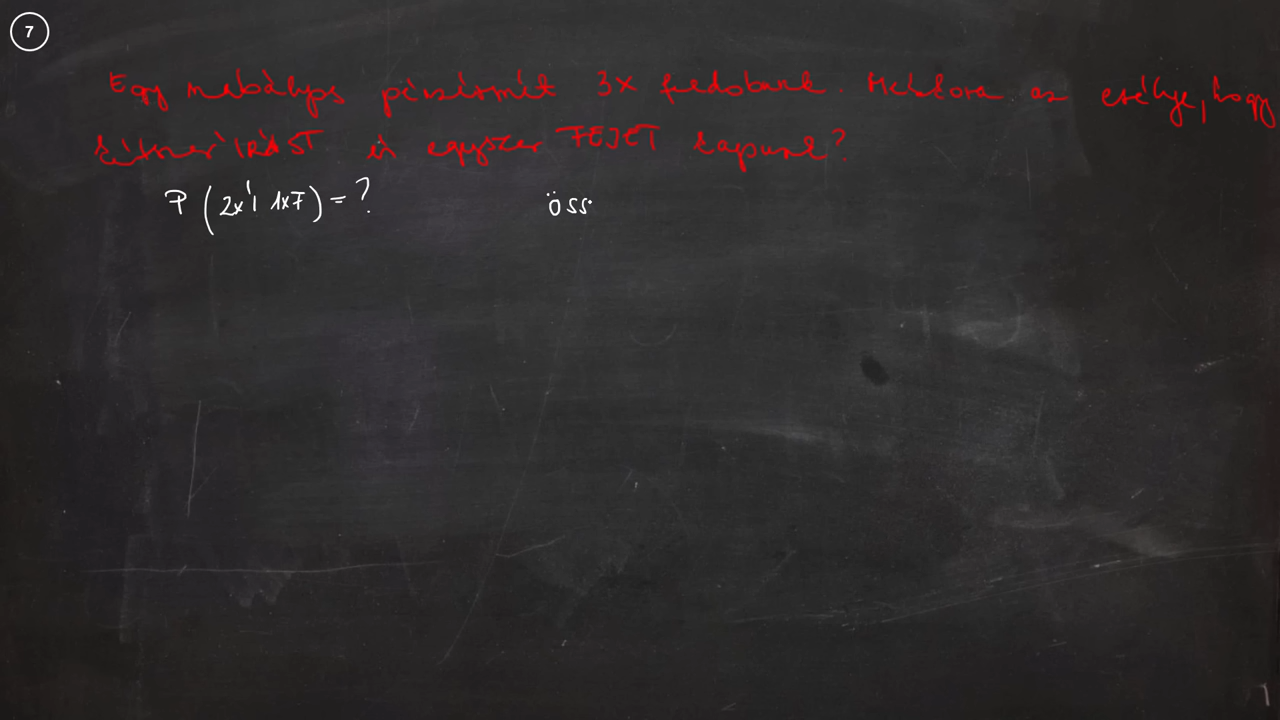 7
Egy szabályos pénzérmét 3x feldobunk. Mekkora az esélye, hogy
kétszer ÍRÁST és egyszer FEJET kapunk?
P (2xÍ 1xF) = ? öss